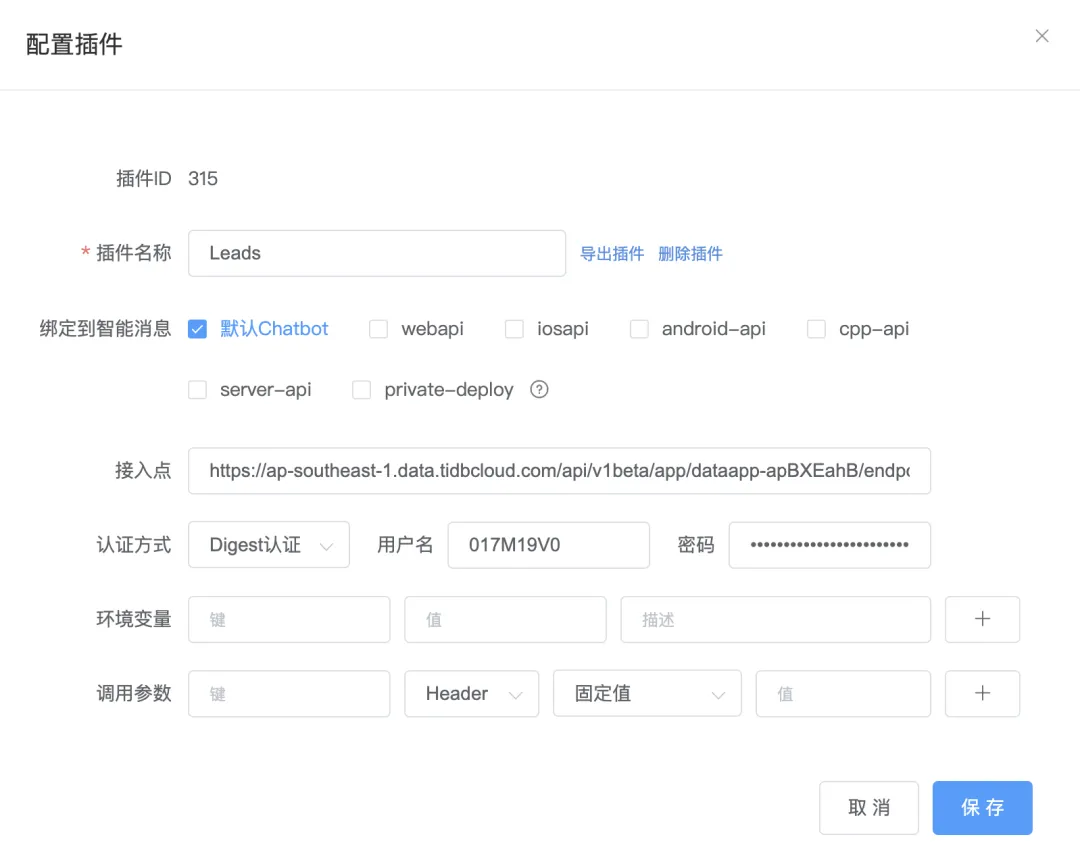 配置插件
插件ID 315
* 插件名称 Leads 导出插件 删除插件
绑定到智能消息 默认Chatbot webapi iosapi android-api cpp-api
server-api private-deploy ?
接入点 https://ap-southeast-1.data.tidbcloud.com/api/v1beta/app/dataapp-apBXEahB/endpo
认证方式 Digest认证 用户名 017M19V0 密码 ••••••••••••••••••••••••
环境变量 键 值 描述 +
调用参数 键 Header 固定值 值 +
取消 保存